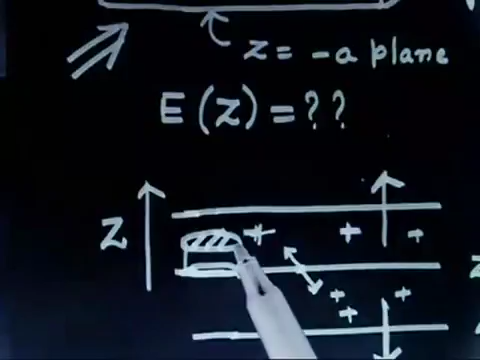 z = -a plane
E(z) = ??
Z
+ + +
+ +
+